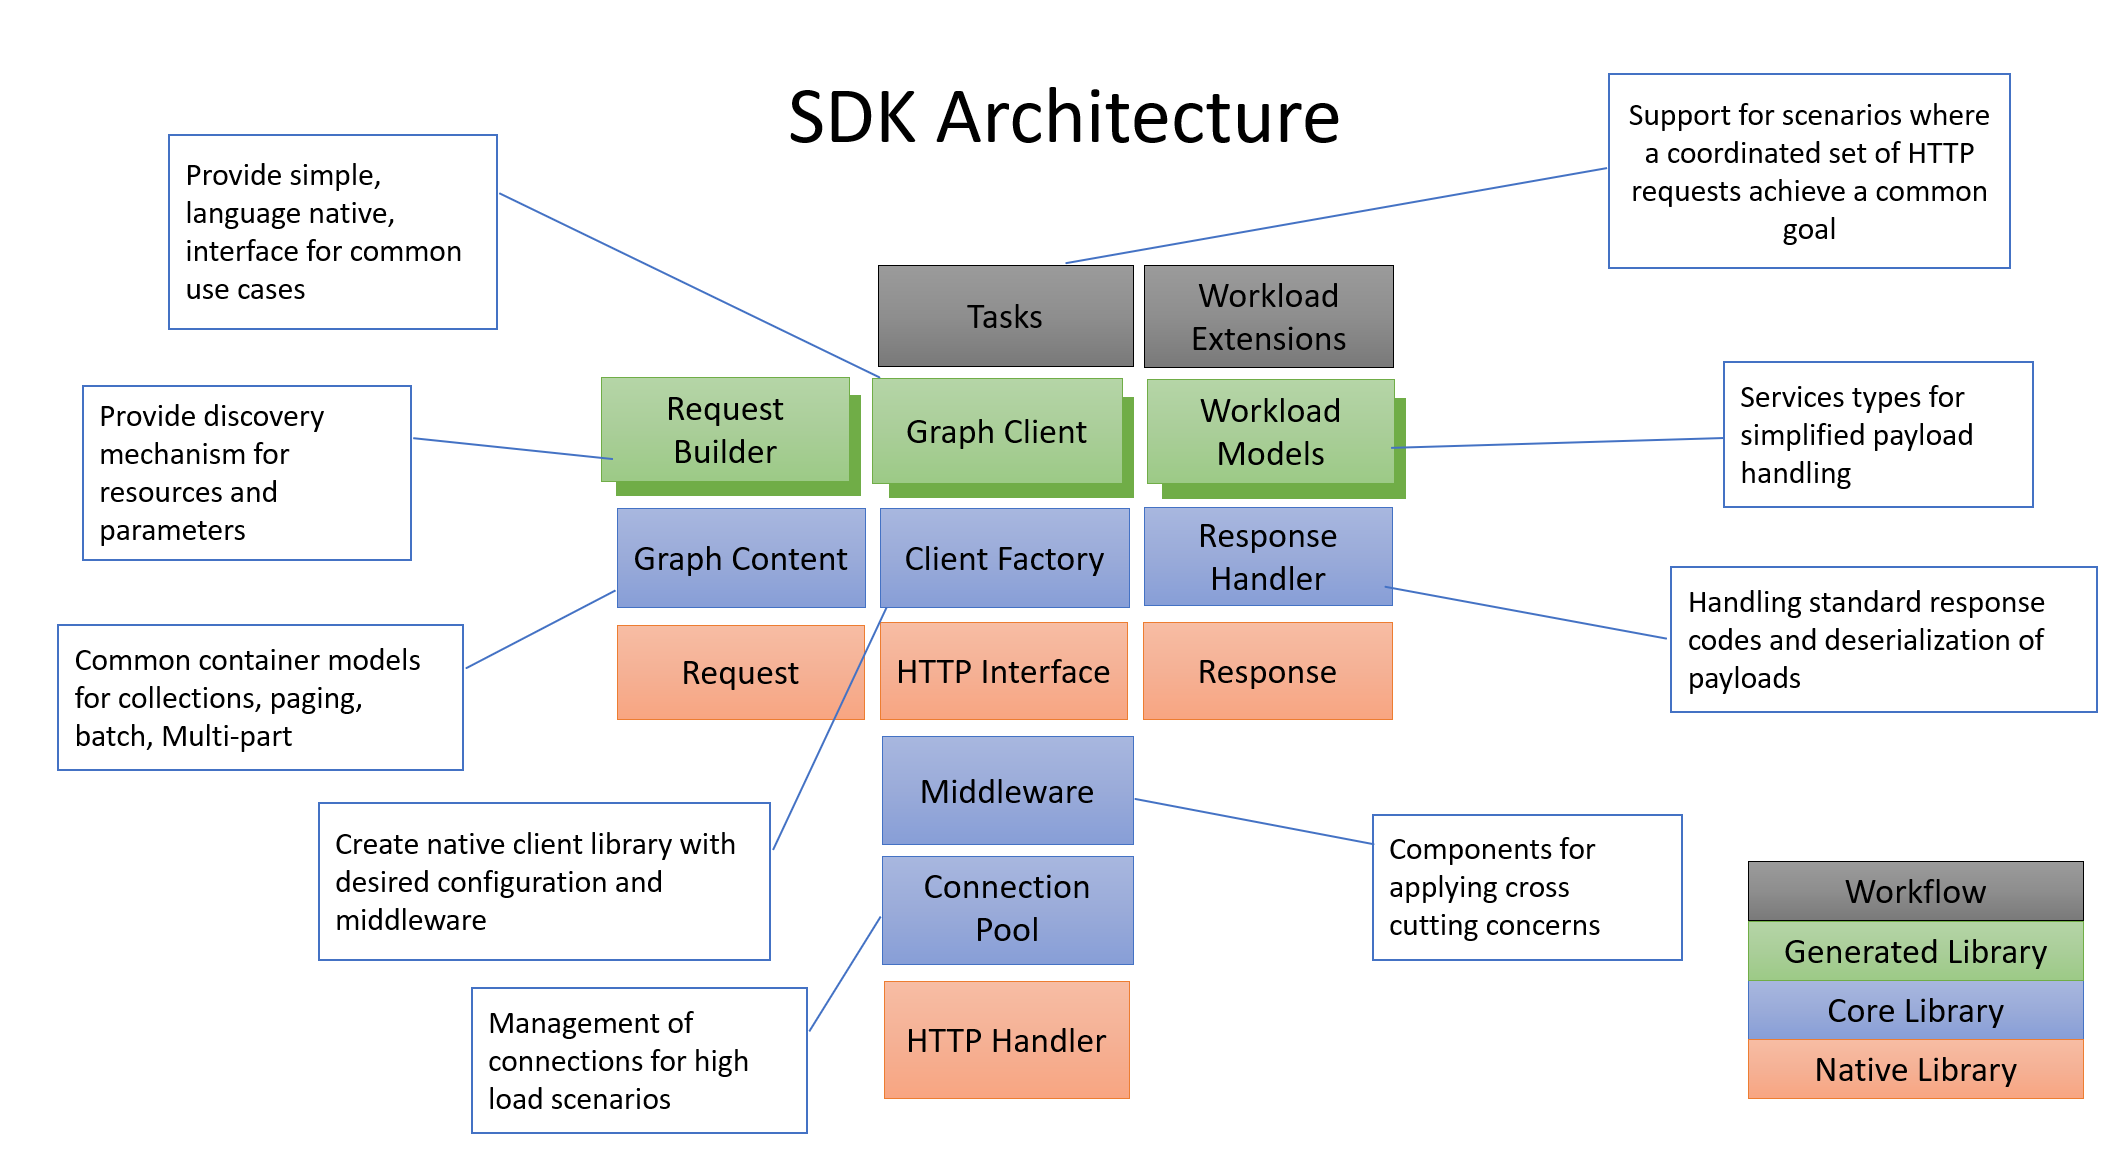 SDK Architecture
Provide simple,
language native,
interface for common
use cases
Support for scenarios where
a coordinated set of HTTP
requests achieve a common
goal
Tasks
Workload
Extensions
Provide discovery
mechanism for
resources and
parameters
Request
Builder
Graph Client
Workload
Models
Services types for
simplified payload
handling
Graph Content
Client Factory
Response
Handler
Common container models
for collections, paging,
batch, Multi-part
Request
HTTP Interface
Response
Handling standard response
codes and deserialization of
payloads
Create native client library with
desired configuration and
middleware
Middleware
Components for
applying cross
cutting concerns
Connection
Pool
Management of
connections for high
load scenarios
HTTP Handler
Workflow
Generated Library
Core Library
Native Library